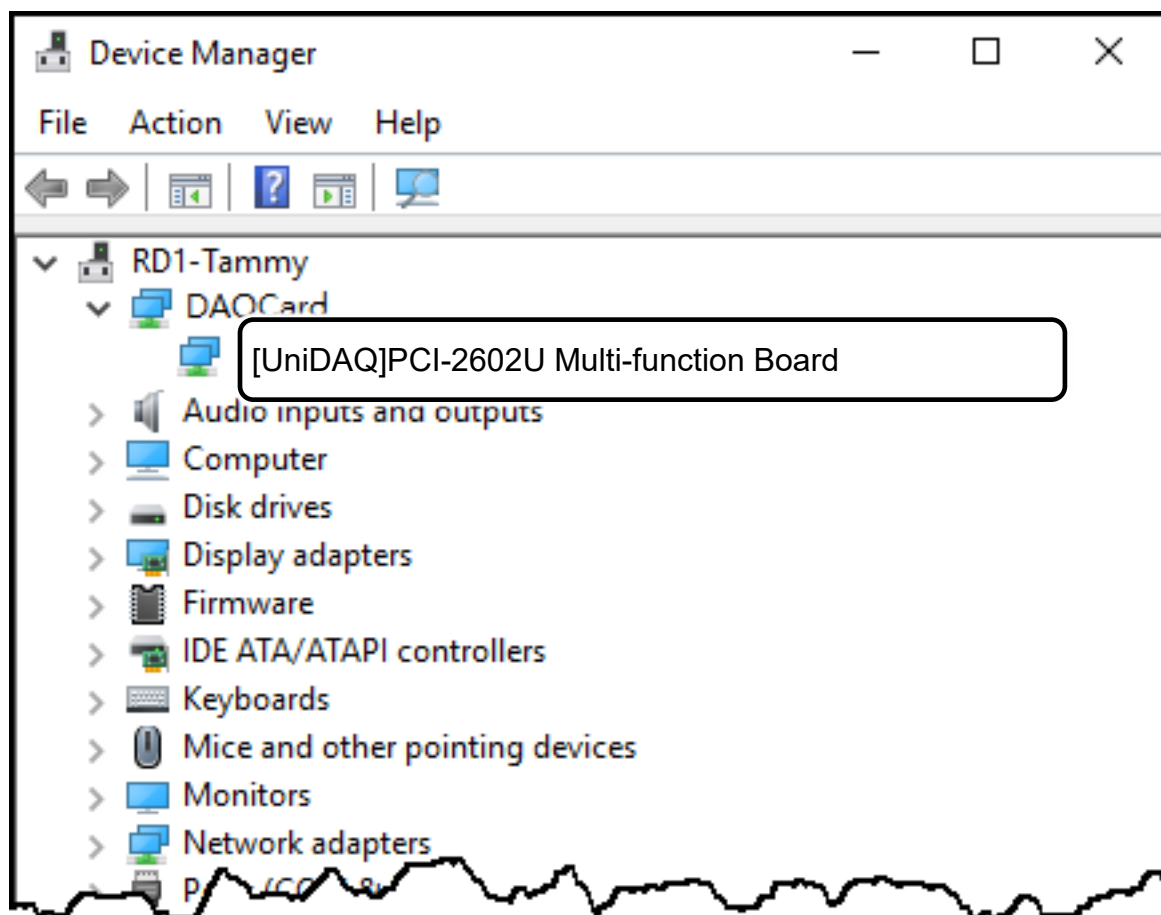 Device Manager
File Action View Help
RD1-Tammy
DAQCard
[UniDAQ]PCI-2602U Multi-function Board
Audio inputs and outputs
Computer
Disk drives
Display adapters
Firmware
IDE ATA/ATAPI controllers
Keyboards
Mice and other pointing devices
Monitors
Network adapters